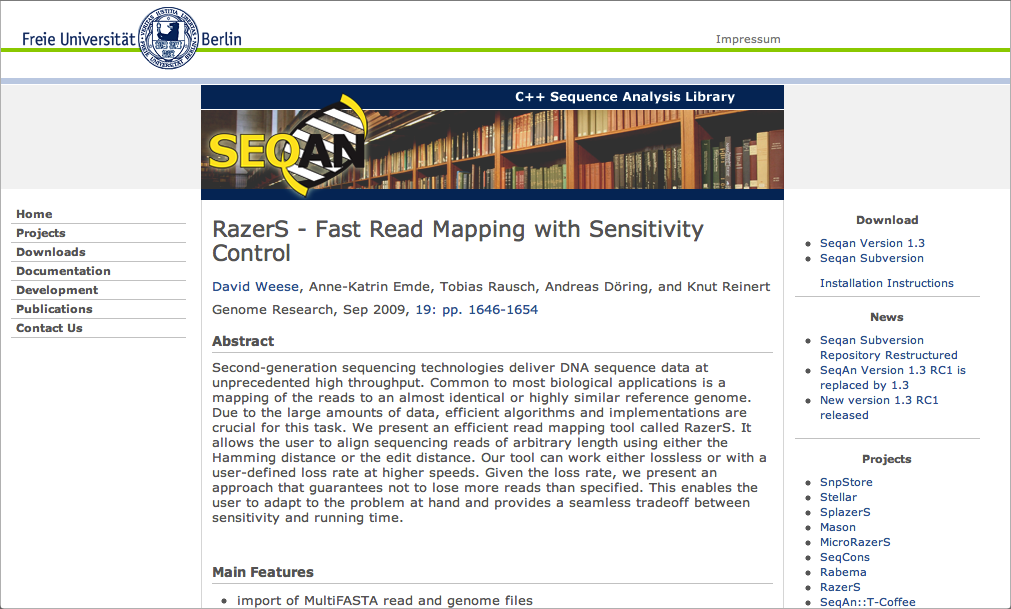 Freie Universität Berlin
Impressum
C++ Sequence Analysis Library
SEQAN
Home
Projects
Downloads
Documentation
Development
Publications
Contact Us
RazerS - Fast Read Mapping with Sensitivity
Control
David Weese, Anne-Katrin Emde, Tobias Rausch, Andreas Döring, and Knut Reinert
Genome Research, Sep 2009, 19: pp. 1646-1654
Abstract
Second-generation sequencing technologies deliver DNA sequence data at
unprecedented high throughput. Common to most biological applications is a
mapping of the reads to an almost identical or highly similar reference genome.
Due to the large amounts of data, efficient algorithms and implementations are
crucial for this task. We present an efficient read mapping tool called RazerS. It
allows the user to align sequencing reads of arbitrary length using either the
Hamming distance or the edit distance. Our tool can work either lossless or with a
user-defined loss rate at higher speeds. Given the loss rate, we present an
approach that guarantees not to lose more reads than specified. This enables the
user to adapt to the problem at hand and provides a seamless tradeoff between
sensitivity and running time.
Main Features
import of MultiFASTA read and genome files
Download
Seqan Version 1.3
Seqan Subversion
Installation Instructions
News
Seqan Subversion
Repository Restructured
SeqAn Version 1.3 RC1 is
replaced by 1.3
New version 1.3 RC1
released
Projects
SnpStore
Stellar
SplazerS
Mason
MicroRazerS
SeqCons
Rabema
RazerS
SeqAn::T-Coffee